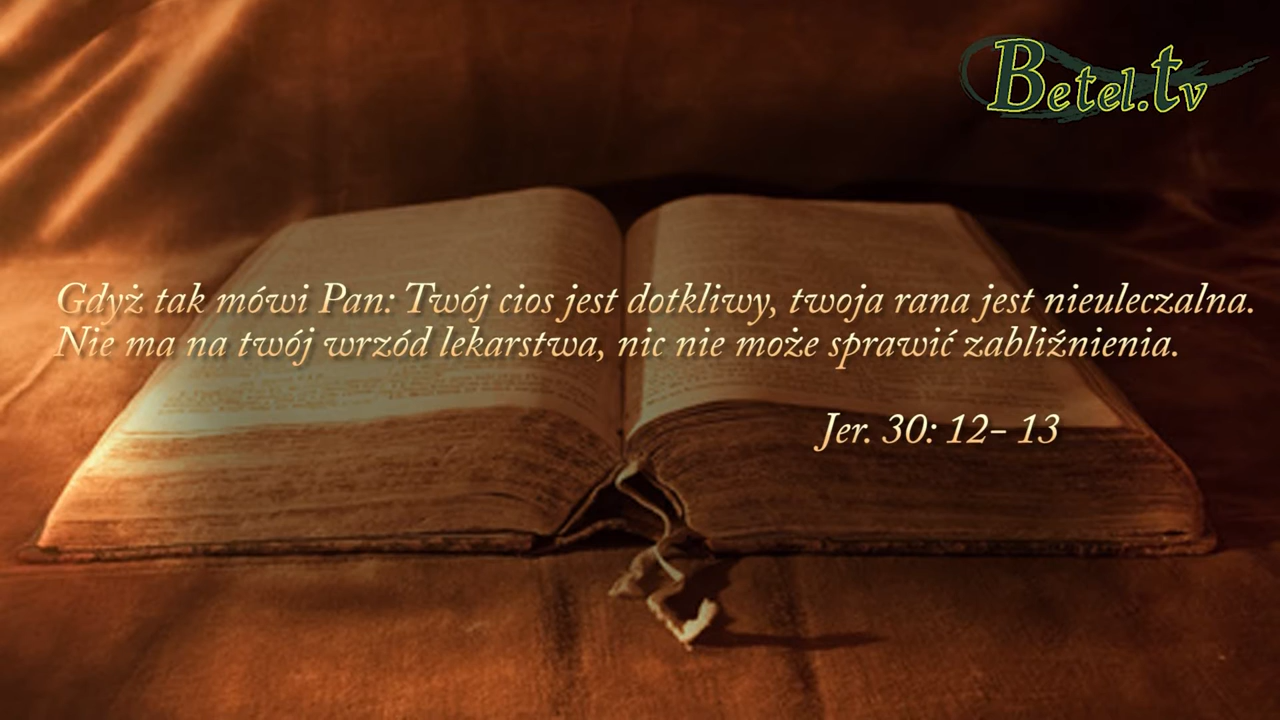 Betel.tv
Gdyż tak mówi Pan: Twój cios jest dotkliwy, twoja rana jest nieuleczalna.
Nie ma na twój wrzód lekarstwa, nic nie może sprawić zabliźnienia.
Jer. 30: 12- 13